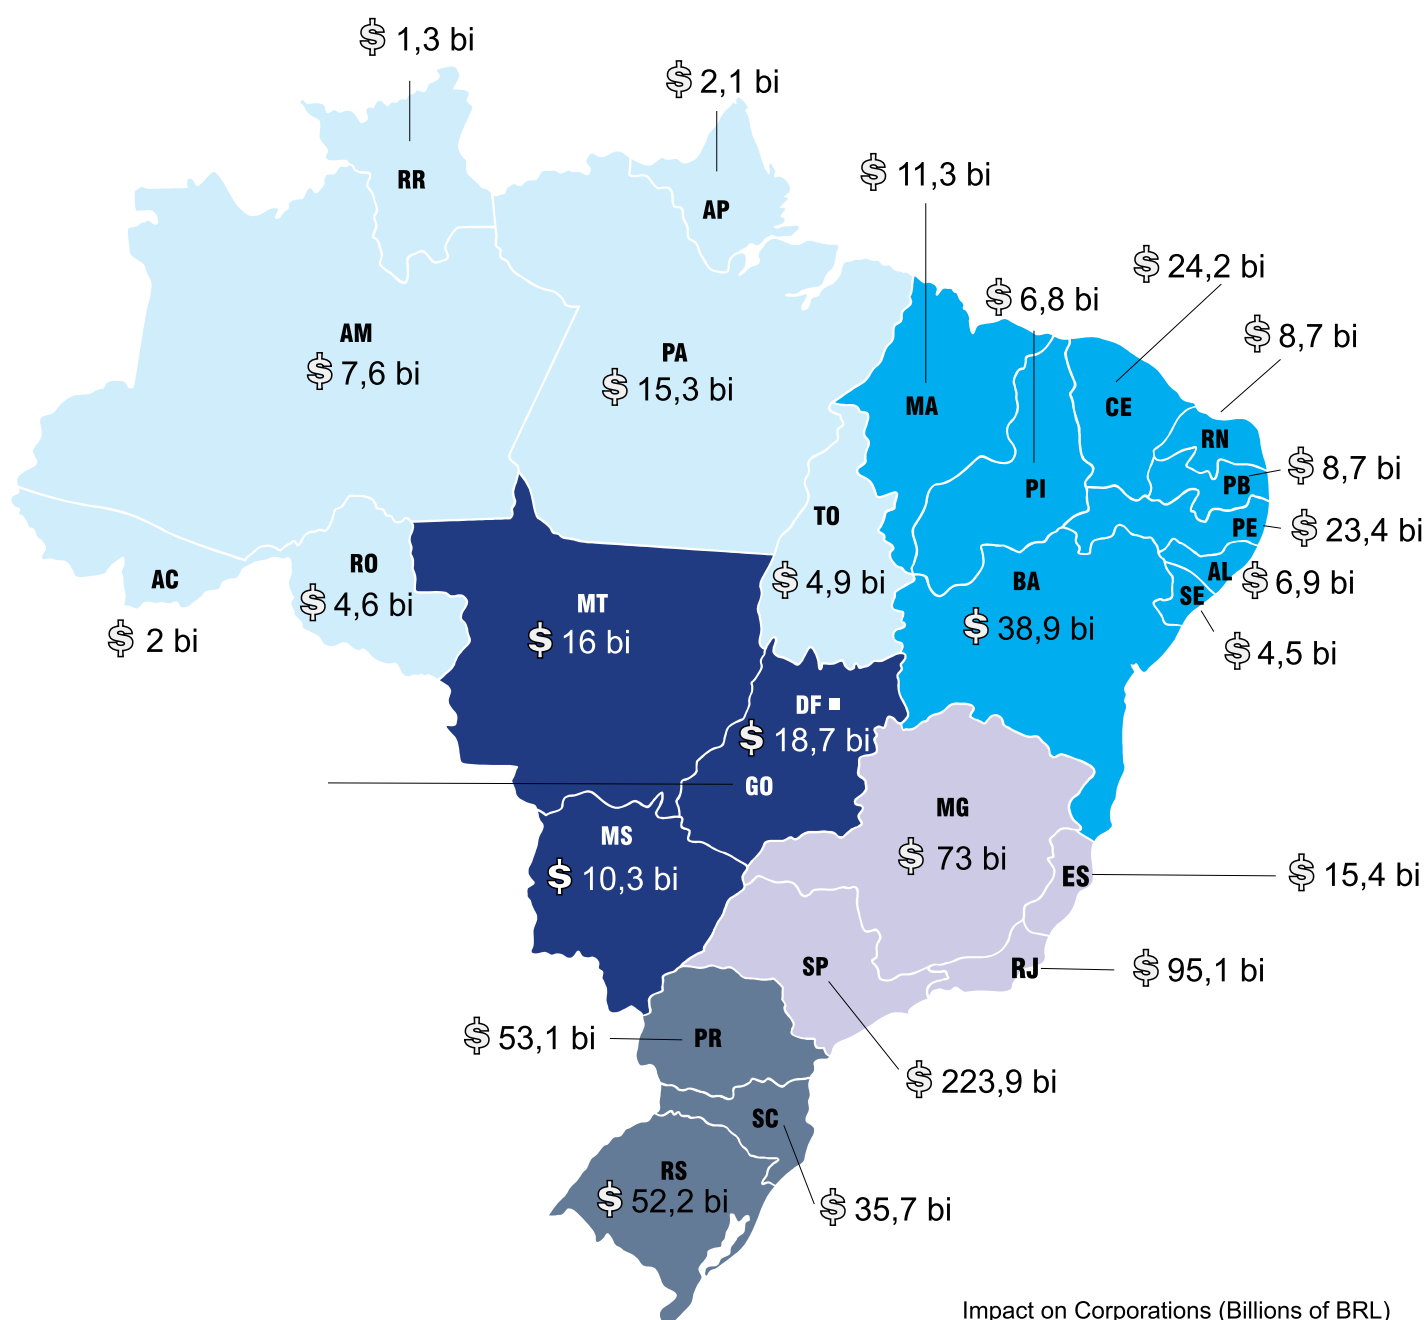 $ 1,3 bi
$ 2,1 bi
RR
AP
$ 11,3 bi
$ 24,2 bi
$ 6,8 bi
$ 8,7 bi
AM
$ 7,6 bi
PA
$ 15,3 bi
MA
CE
RN
PB
$ 8,7 bi
PI
TO
PE
$ 23,4 bi
AC
RO
$ 4,6 bi
$ 4,9 bi
BA
AL
$ 6,9 bi
SE
MT
$ 16 bi
$ 38,9 bi
$ 2 bi
$ 4,5 bi
DF
$ 18,7 bi
GO
MG
$ 73 bi
MS
$ 10,3 bi
ES
$ 15,4 bi
SP
RJ
$ 95,1 bi
$ 53,1 bi
PR
$ 223,9 bi
SC
RS
$ 52,2 bi
$ 35,7 bi
Impact on Corporations (Billions of BRL)